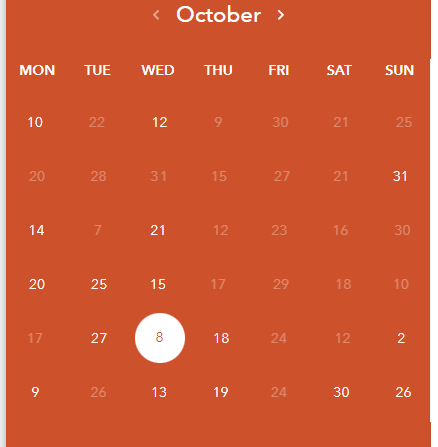 ‹ October ›
MON TUE WED THU FRI SAT SUN
10 22 12 9 30 21 25
20 28 31 15 27 21 31
14 7 21 12 23 16 30
20 25 15 17 29 18 10
17 27 8 18 24 12 2
9 26 13 19 24 30 26